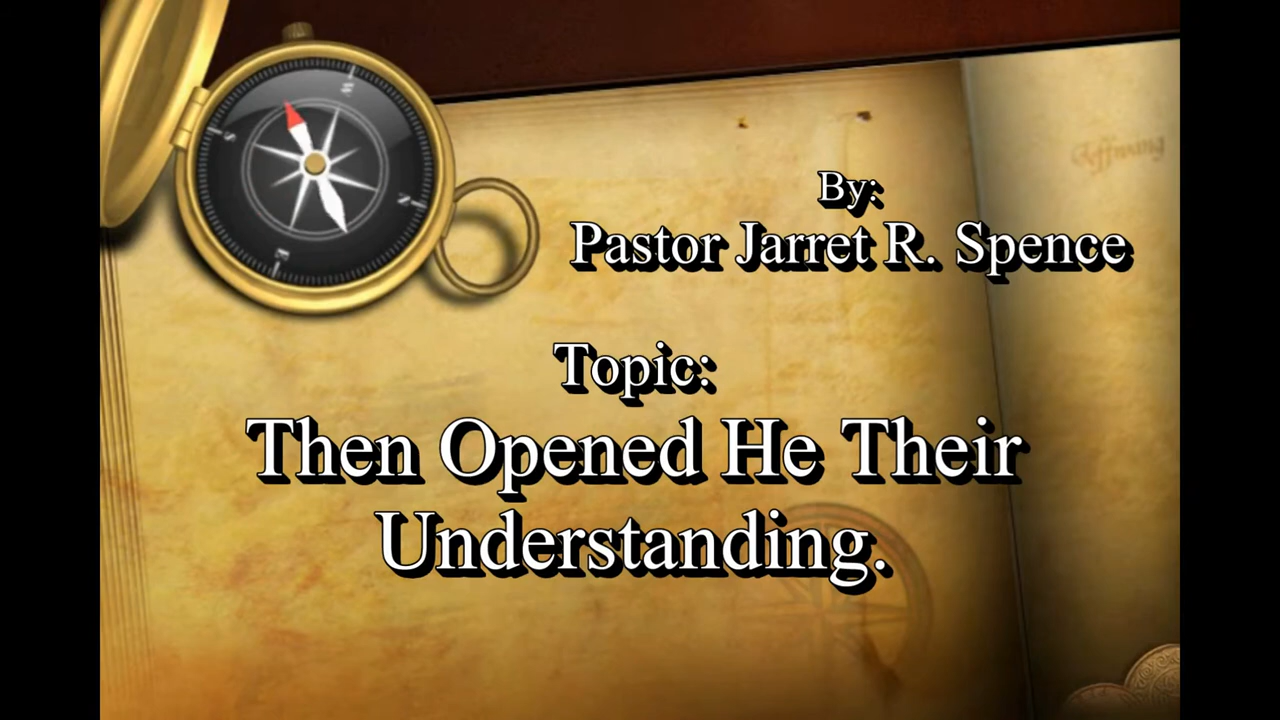 By:
Pastor Jarret R. Spence
Topic:
Then Opened He Their
Understanding.